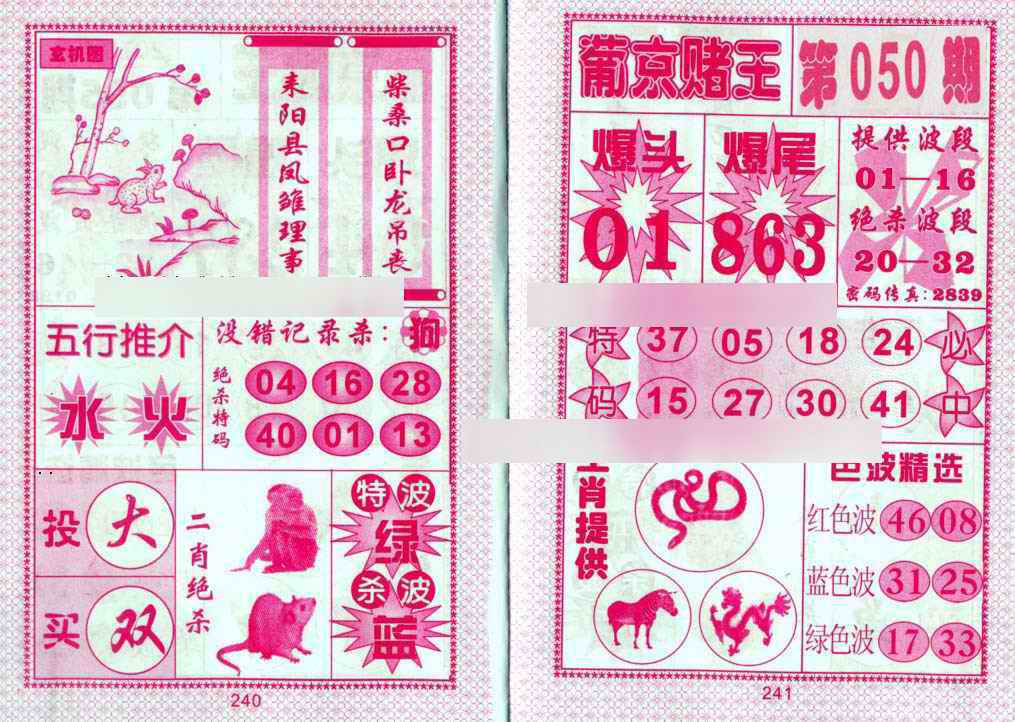 玄机图
耒阳县凤雏理事
柴桑口卧龙吊丧
五行推介
水 火
没错记录杀：狗
绝杀特码
04 16 28
40 01 13
投 大
买 双
二肖绝杀
特波
绿
杀波
蓝
240
葡京赌王
第050期
爆头
01
爆尾
863
提供波段
01—16
绝杀波段
20—32
密码传真：2839
特码
37 05 18 24
15 27 30 41
必中
肖提供
色波精选
红色波 46 08
蓝色波 31 25
绿色波 17 33
241